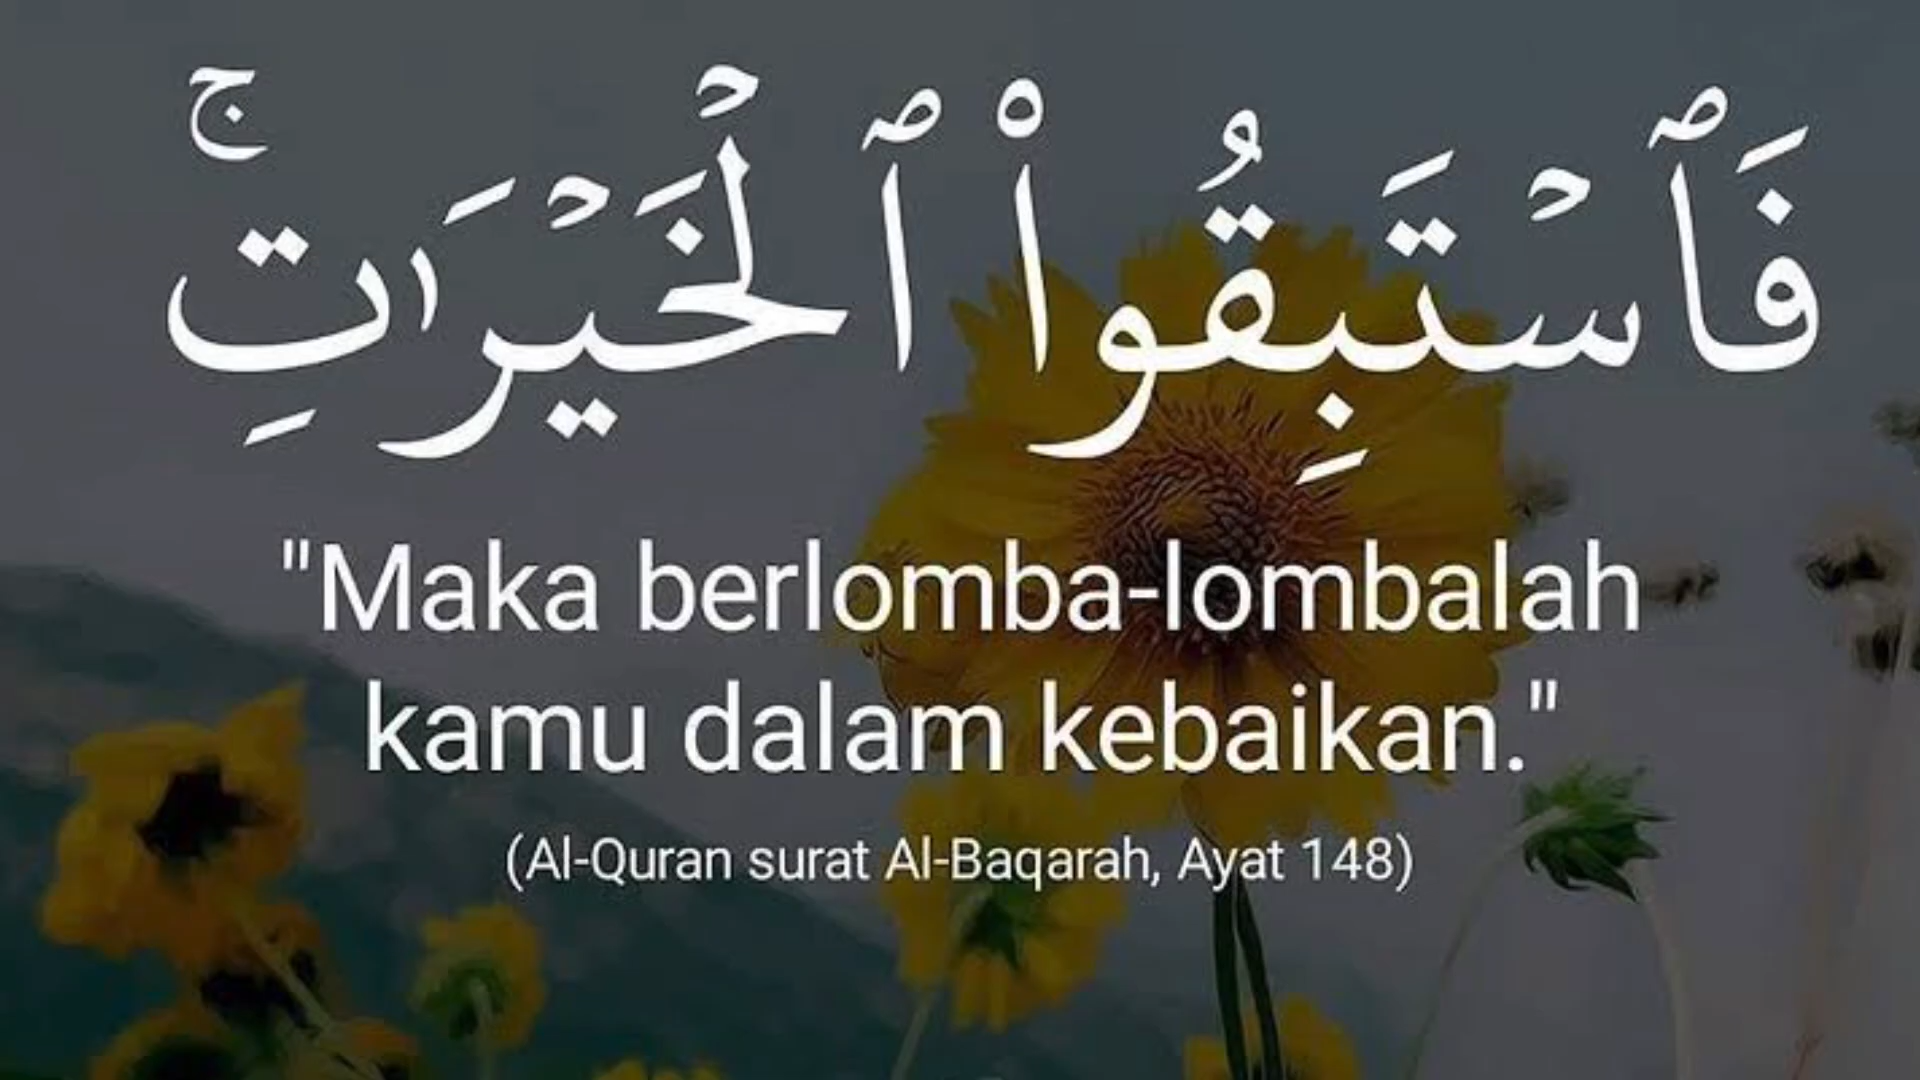 فَٱسۡتَبِقُواْ ٱلۡخَيۡرَٰتِۚ
"Maka berlomba-lombalah
kamu dalam kebaikan."
(Al-Quran surat Al-Baqarah, Ayat 148)